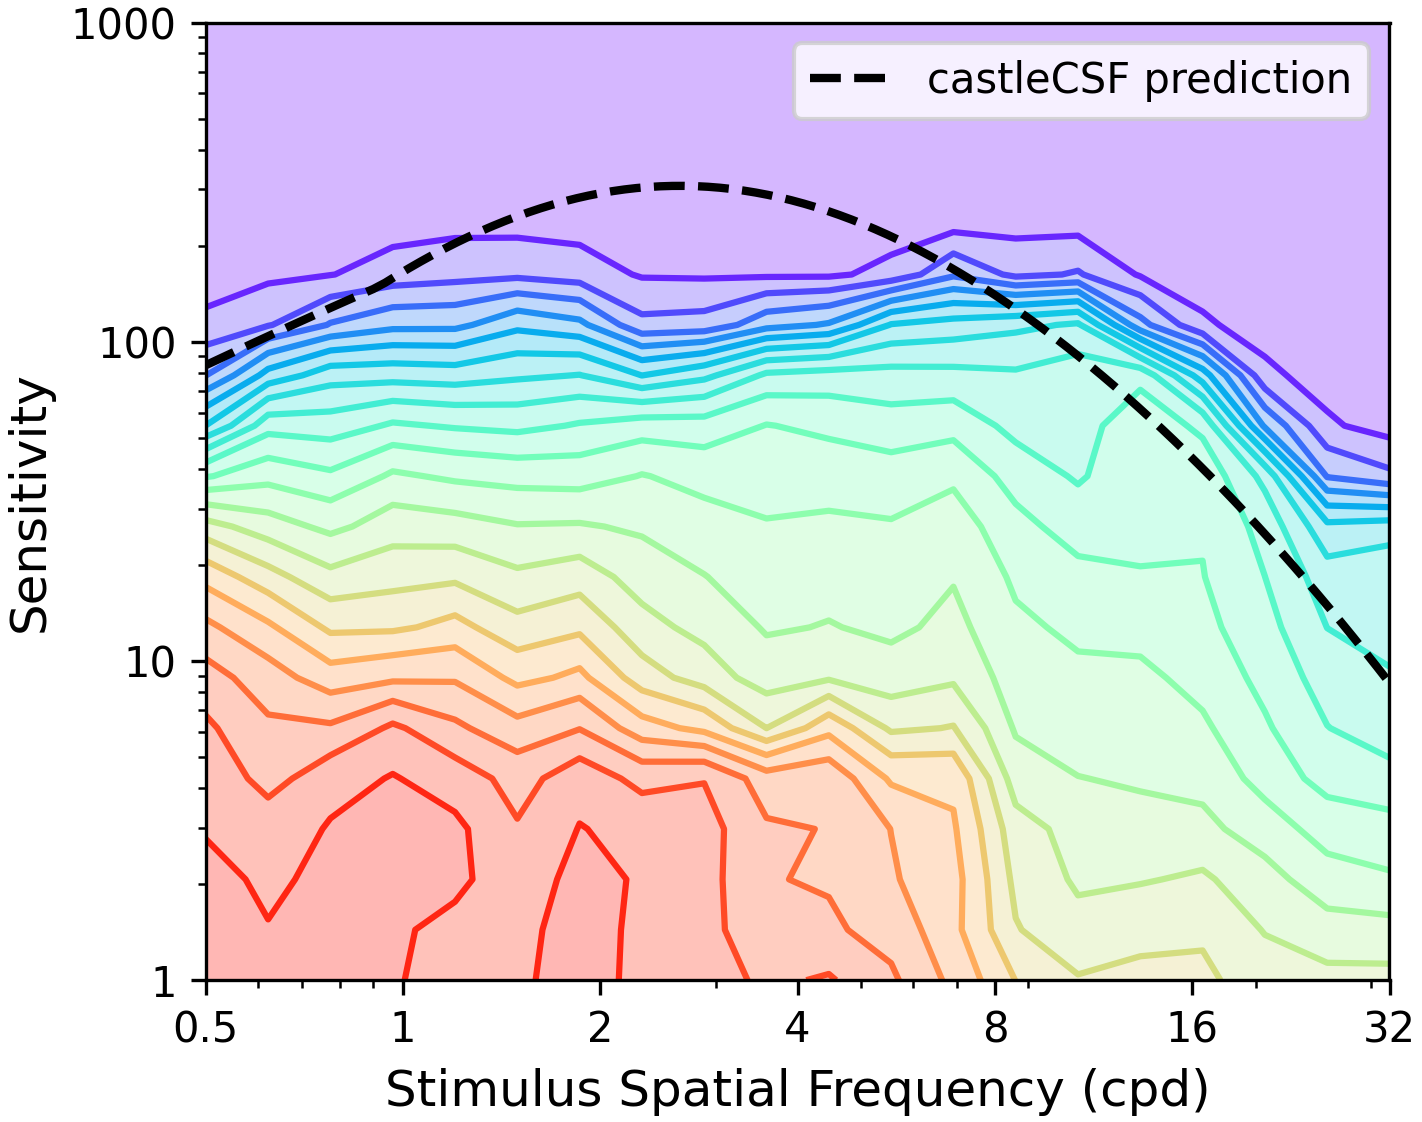 1000
castleCSF prediction
100
Sensitivity
10
1
0.5 1 2 4 8 16 32
Stimulus Spatial Frequency (cpd)